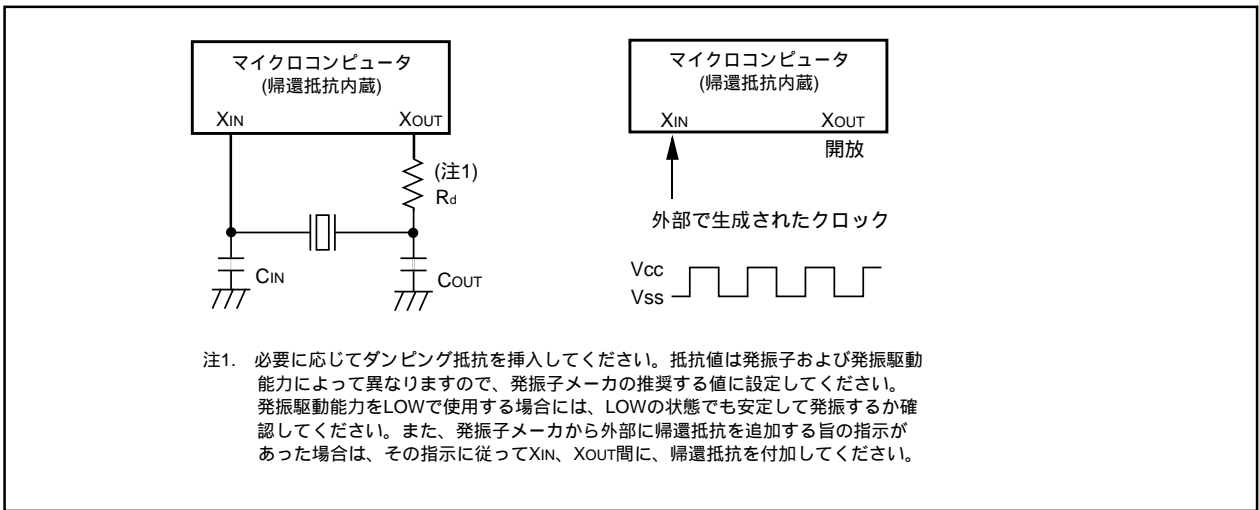 マイクロコンピュータ
(帰還抵抗内蔵)
XIN XOUT
(注1)
Rd
CIN
COUT
マイクロコンピュータ
(帰還抵抗内蔵)
XIN XOUT
開放
外部で生成されたクロック
Vcc
Vss
注1. 必要に応じてダンピング抵抗を挿入してください。抵抗値は発振子および発振駆動
能力によって異なりますので、発振子メーカの推奨する値に設定してください。
発振駆動能力をLOWで使用する場合には、LOWの状態でも安定して発振するか確
認してください。また、発振子メーカから外部に帰還抵抗を追加する旨の指示が
あった場合は、その指示に従ってXIN、XOUT間に、帰還抵抗を付加してください。